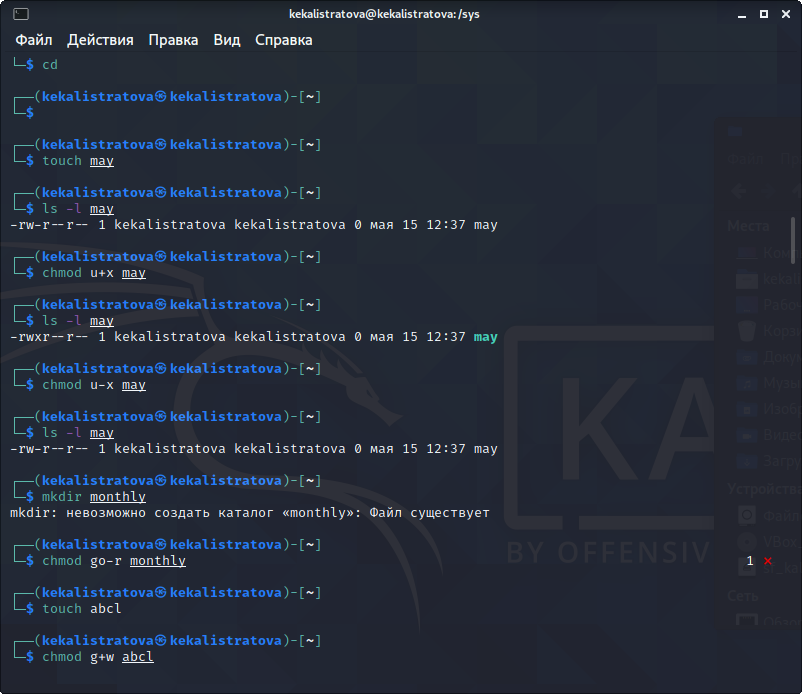 kekalistratova@kekalistratova:/sys
Файл Действия Правка Вид Справка
└─$ cd
┌──(kekalistratova㉿kekalistratova)-[~]
└─$
┌──(kekalistratova㉿kekalistratova)-[~]
└─$ touch may
┌──(kekalistratova㉿kekalistratova)-[~]
└─$ ls -l may
-rw-r--r-- 1 kekalistratova kekalistratova 0 мая 15 12:37 may
┌──(kekalistratova㉿kekalistratova)-[~]
└─$ chmod u+x may
┌──(kekalistratova㉿kekalistratova)-[~]
└─$ ls -l may
-rwxr--r-- 1 kekalistratova kekalistratova 0 мая 15 12:37 may
┌──(kekalistratova㉿kekalistratova)-[~]
└─$ chmod u-x may
┌──(kekalistratova㉿kekalistratova)-[~]
└─$ ls -l may
-rw-r--r-- 1 kekalistratova kekalistratova 0 мая 15 12:37 may
┌──(kekalistratova㉿kekalistratova)-[~]
└─$ mkdir monthly
mkdir: невозможно создать каталог «monthly»: Файл существует
┌──(kekalistratova㉿kekalistratova)-[~]
└─$ chmod go-r monthly 1 ⨯
┌──(kekalistratova㉿kekalistratova)-[~]
└─$ touch abcl
┌──(kekalistratova㉿kekalistratova)-[~]
└─$ chmod g+w abcl
KA
BY OFFENSIV
Места
Устройства
VBox
Сеть